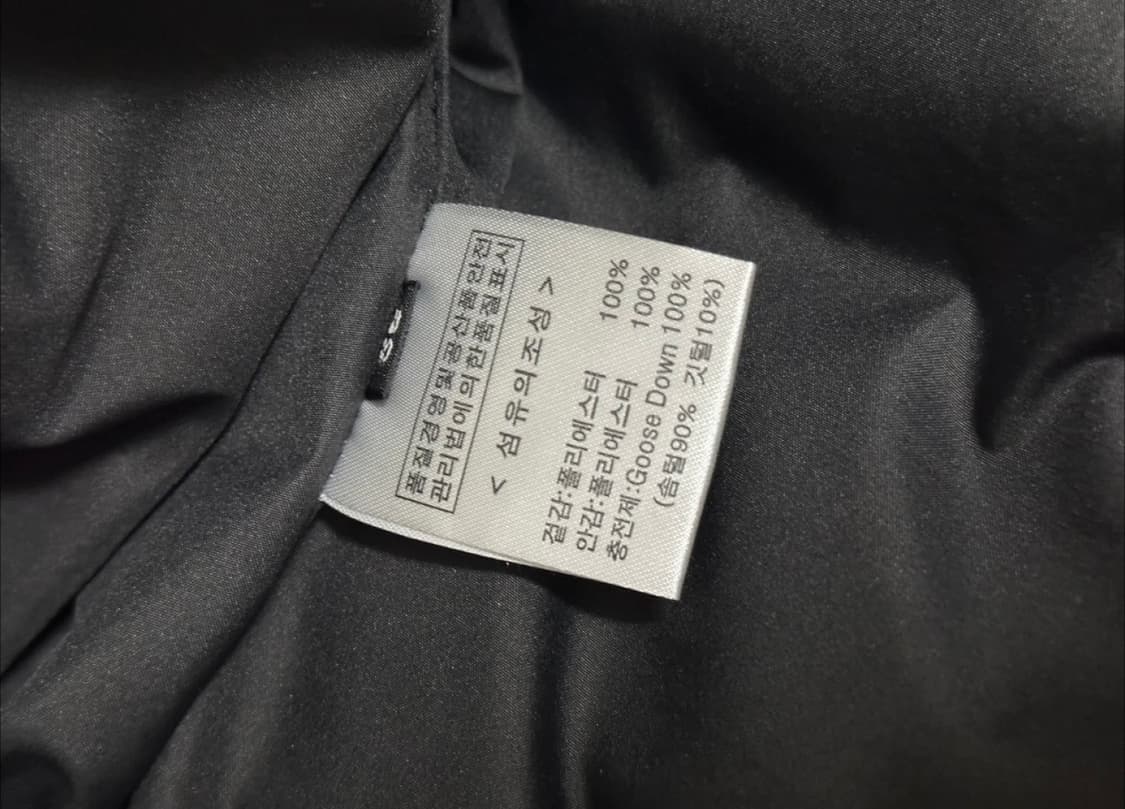 품질경영및공산품안전
관리법에의한품질표시
< 섬유의조성 >
겉감:폴리에스터 100%
안감:폴리에스터 100%
충전제:Goose Down 100%
(솜털90% 깃털10%)